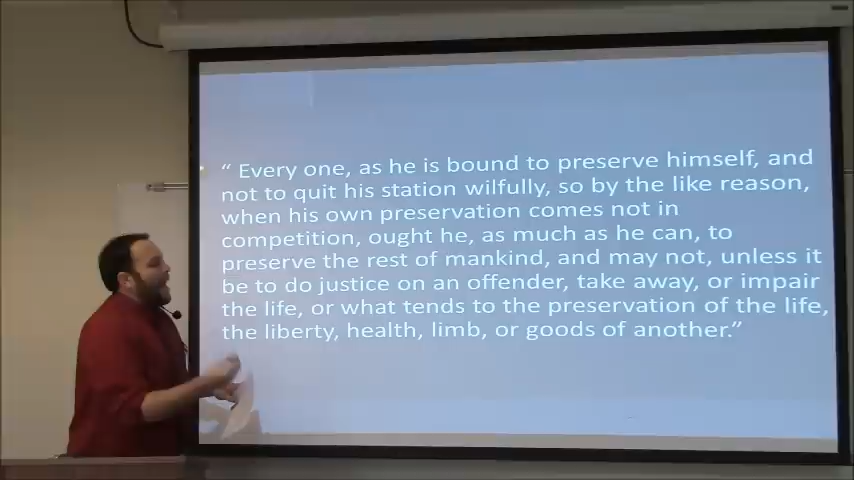 “ Every one, as he is bound to preserve himself, and
not to quit his station wilfully, so by the like reason,
when his own preservation comes not in
competition, ought he, as much as he can, to
preserve the rest of mankind, and may not, unless it
be to do justice on an offender, take away, or impair
the life, or what tends to the preservation of the life,
the liberty, health, limb, or goods of another.”